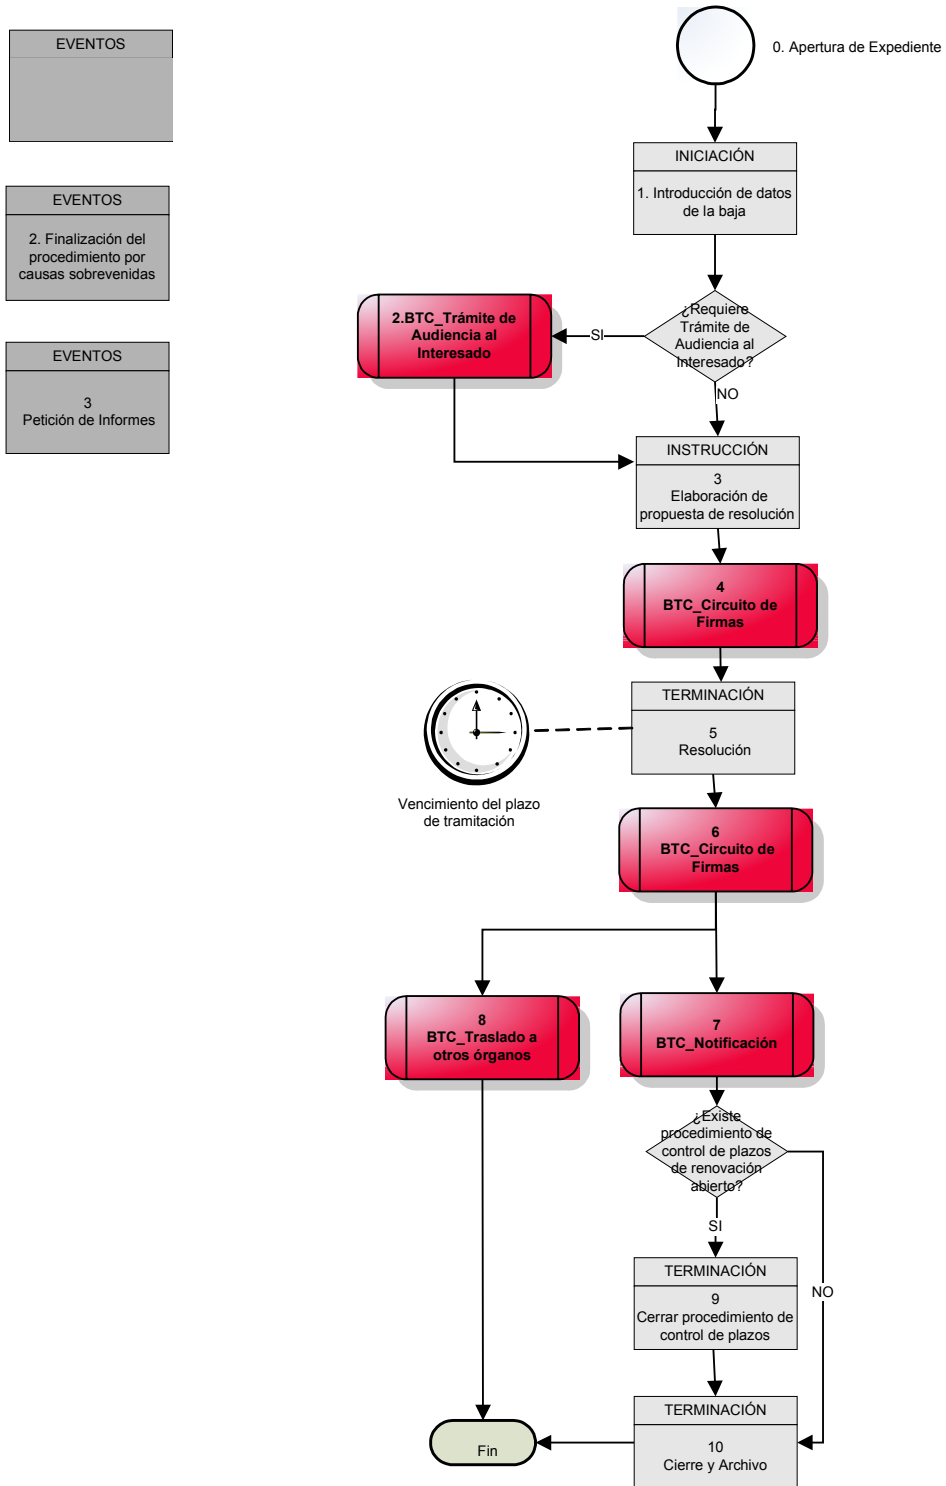 EVENTOS
0. Apertura de Expediente
INICIACIÓN
1. Introducción de datos
de la baja
EVENTOS
2. Finalización del
procedimiento por
causas sobrevenidas
2.BTC_Trámite de
Audiencia al
Interesado
SI
¿Requiere
Trámite de
Audiencia al
Interesado?
NO
EVENTOS
3
Petición de Informes
INSTRUCCIÓN
3
Elaboración de
propuesta de resolución
4
BTC_Circuito de
Firmas
TERMINACIÓN
5
Resolución
Vencimiento del plazo
de tramitación
6
BTC_Circuito de
Firmas
8
BTC_Traslado a
otros órganos
7
BTC_Notificación
¿Existe
procedimiento de
control de plazos
de renovación
abierto?
SI
NO
TERMINACIÓN
9
Cerrar procedimiento de
control de plazos
TERMINACIÓN
10
Cierre y Archivo
Fin